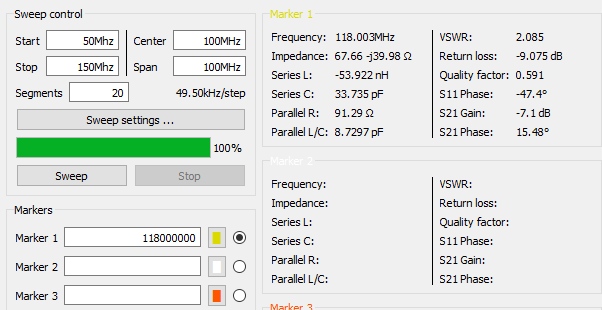 Sweep control
Start 50Mhz Center 100MHz
Stop 150Mhz Span 100MHz
Segments 20 49.50kHz/step
Sweep settings ...
100%
Sweep Stop
Markers
Marker 1 118000000
Marker 2
Marker 3
Marker 1
Frequency: 118.003MHz VSWR: 2.085
Impedance: 67.66 -j39.98 Ω Return loss: -9.075 dB
Series L: -53.922 nH Quality factor: 0.591
Series C: 33.735 pF S11 Phase: -47.4°
Parallel R: 91.29 Ω S21 Gain: -7.1 dB
Parallel L/C: 8.7297 pF S21 Phase: 15.48°
Marker 2
Frequency: VSWR:
Impedance: Return loss:
Series L: Quality factor:
Series C: S11 Phase:
Parallel R: S21 Gain:
Parallel L/C: S21 Phase:
Marker 3